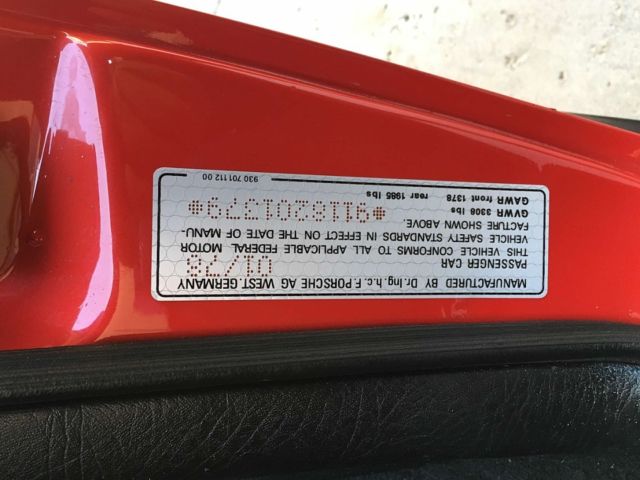 MANUFACTURED BY Dr.Ing.h.c.F.PORSCHE AG WEST.GERMANY
PASSENGER CAR 01/78
THIS VEHICLE CONFORMS TO ALL APPLICABLE FEDERAL MOTOR
VEHICLE SAFETY STANDARDS IN EFFECT ON THE DATE OF MANU-
FACTURE SHOWN ABOVE.
GVWR 3308 lbs *9118201379*
GAWR front 1378 rear 1985 lbs
930 701 112 00